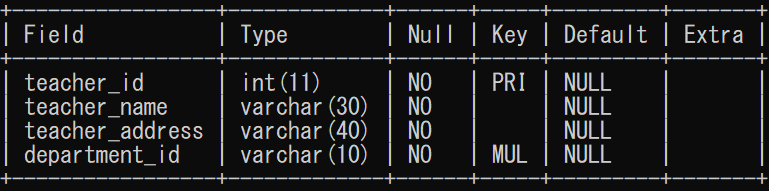 +-----------------+-------------+------+-----+---------+-------+
| Field           | Type        | Null | Key | Default | Extra |
+-----------------+-------------+------+-----+---------+-------+
| teacher_id      | int(11)     | NO   | PRI | NULL    |       |
| teacher_name    | varchar(30) | NO   |     | NULL    |       |
| teacher_address | varchar(40) | NO   |     | NULL    |       |
| department_id   | varchar(10) | NO   | MUL | NULL    |       |
+-----------------+-------------+------+-----+---------+-------+